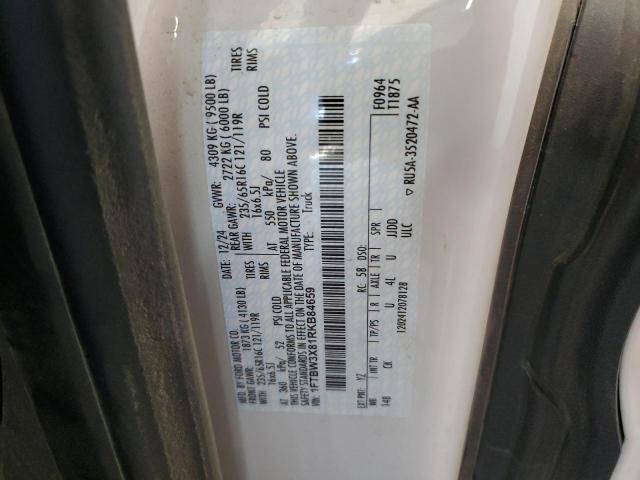 MFD. BY FORD MOTOR CO.
DATE: 12/24 GVWR: 4309 KG ( 9500 LB)
FRONT GAWR: 1873 KG ( 4130 LB) REAR GAWR: 2722 KG ( 6000 LB)
235/65R16C 121/119R TIRES WITH 235/65R16C 121/119R TIRES
16x6.5J RIMS 16x6.5J RIMS
AT 360 kPa/ 52 PSI COLD AT 550 kPa/ 80 PSI COLD
THIS VEHICLE CONFORMS TO ALL APPLICABLE FEDERAL MOTOR VEHICLE
SAFETY STANDARDS IN EFFECT ON THE DATE OF MANUFACTURE SHOWN ABOVE.
VIN: 1FTBW3X81RKB84659 TYPE: Truck
F0964
T1B75
EXT PNT: YZ RC: 58 DSO:
WB INT TR TP/PS R AXLE TR SPR
148 CK U 4L U JJDD
ULC
1202412078128
▽ RU5A-3520472-AA